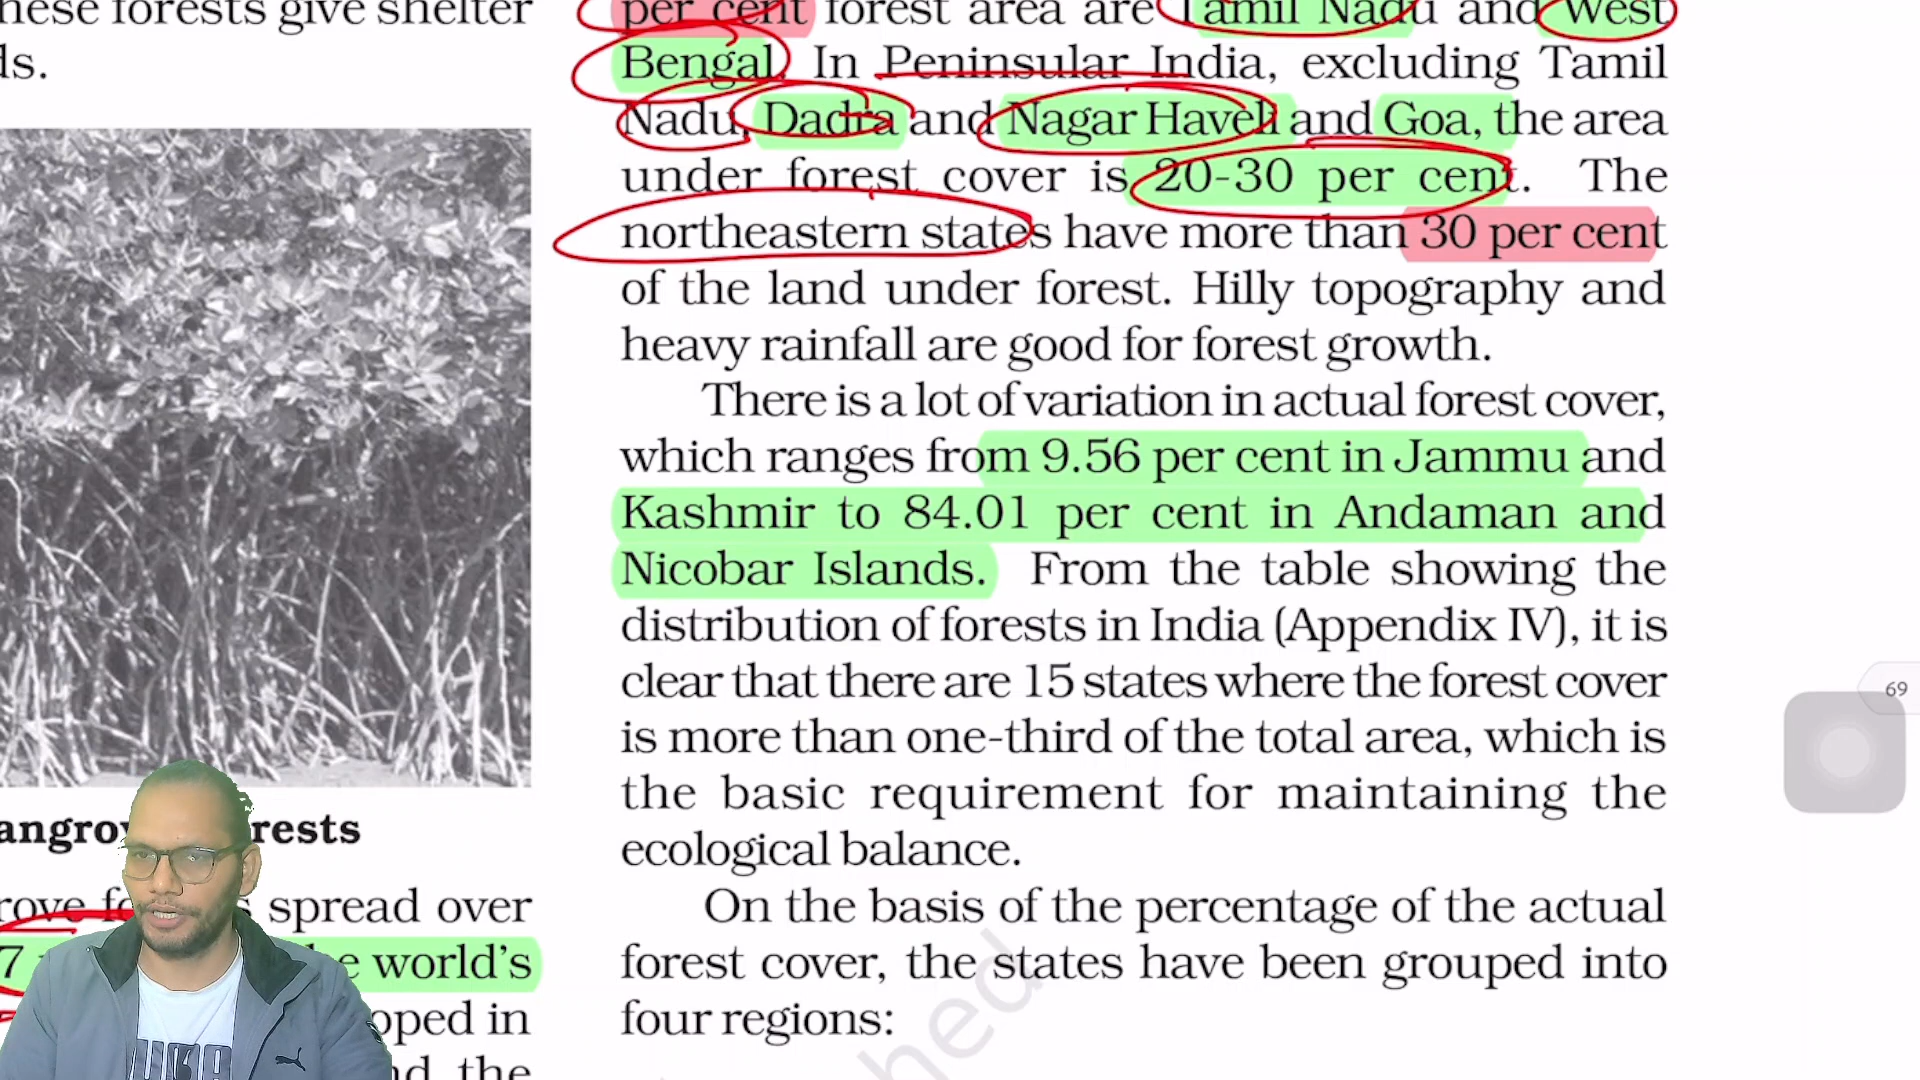 hese forests give shelter
ds.
angro rests
rove fo s spread over
7 e world's
oped in
nd the
per cent forest area are Tamil Nadu and West
Bengal. In Peninsular India, excluding Tamil
Nadu, Dadra and Nagar Haveli and Goa, the area
under forest cover is 20-30 per cent. The
northeastern states have more than 30 per cent
of the land under forest. Hilly topography and
heavy rainfall are good for forest growth.
There is a lot of variation in actual forest cover,
which ranges from 9.56 per cent in Jammu and
Kashmir to 84.01 per cent in Andaman and
Nicobar Islands. From the table showing the
distribution of forests in India (Appendix IV), it is
clear that there are 15 states where the forest cover
is more than one-third of the total area, which is
the basic requirement for maintaining the
ecological balance.
On the basis of the percentage of the actual
forest cover, the states have been grouped into
four regions:
hed
69